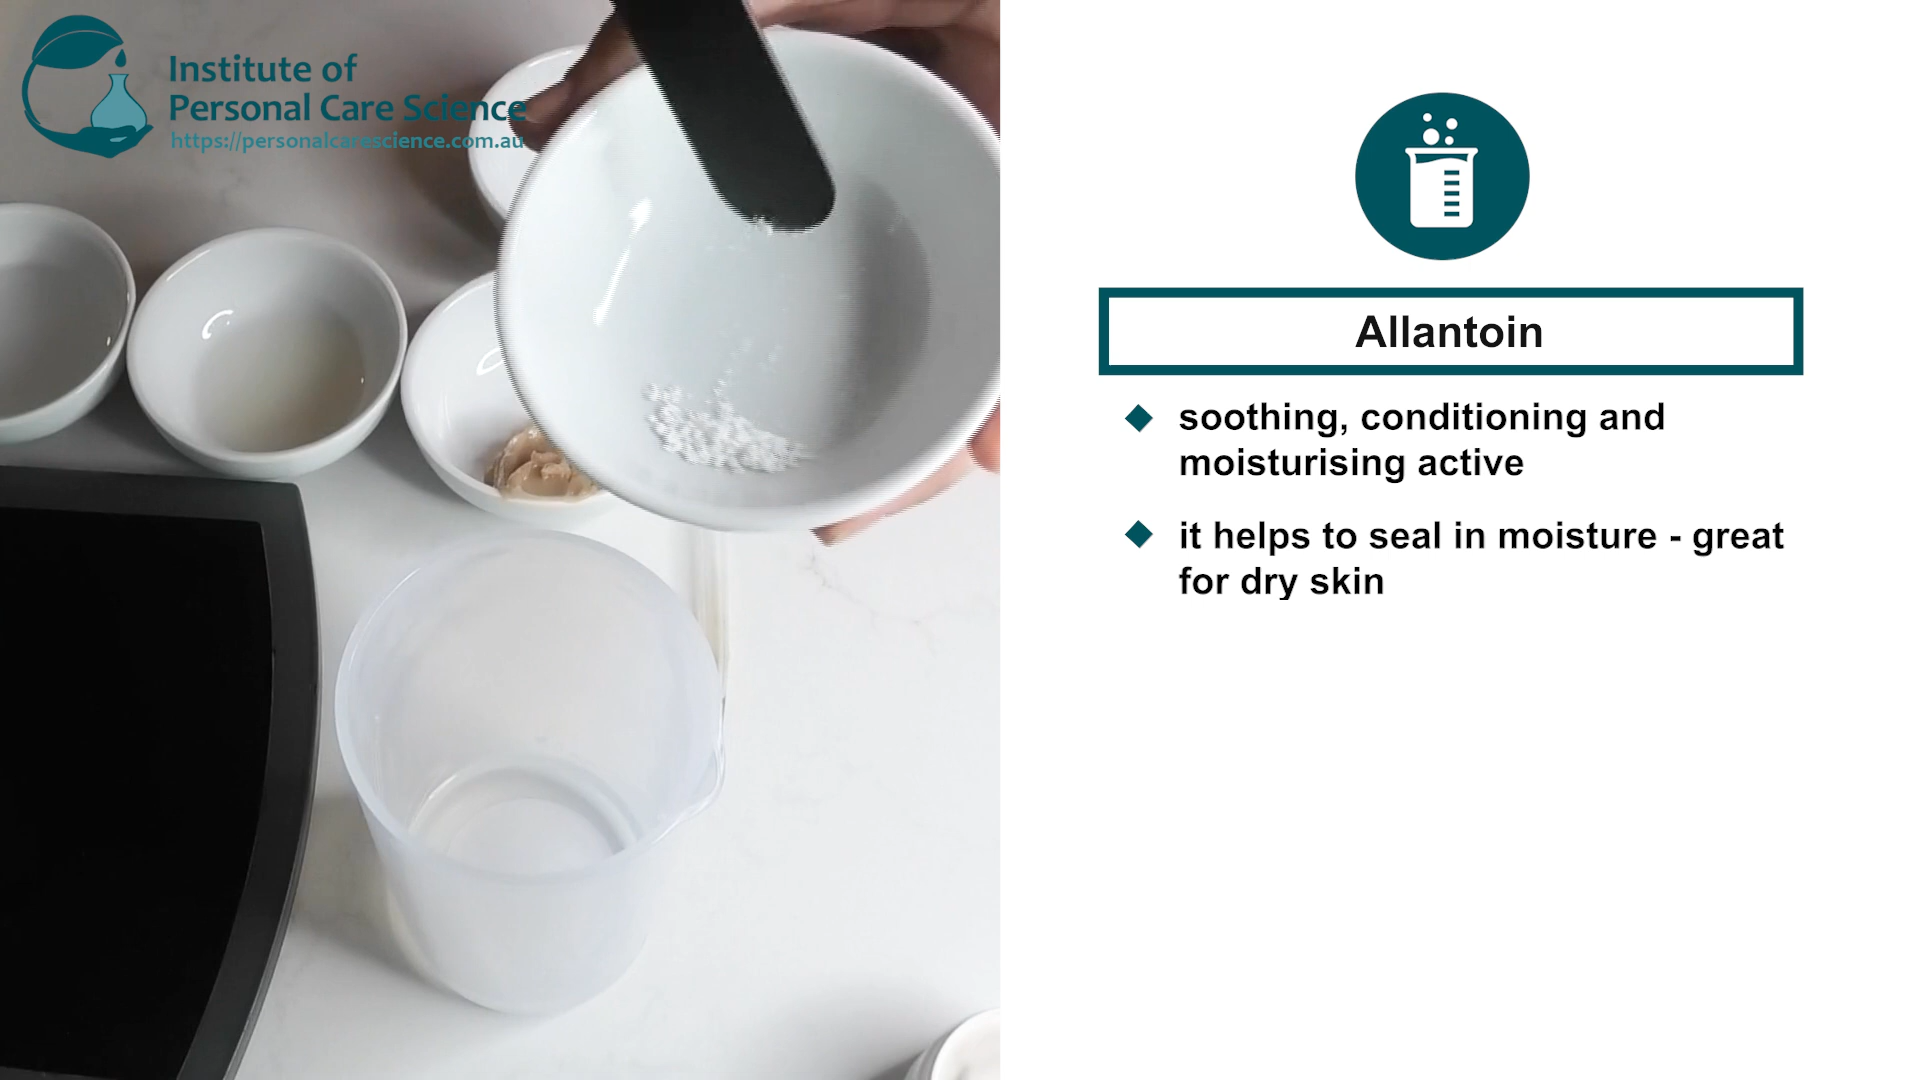 Institute of
Personal Care Science
https://personalcarescience.com.au
Allantoin
soothing, conditioning and
moisturising active
it helps to seal in moisture - great
for dry skin